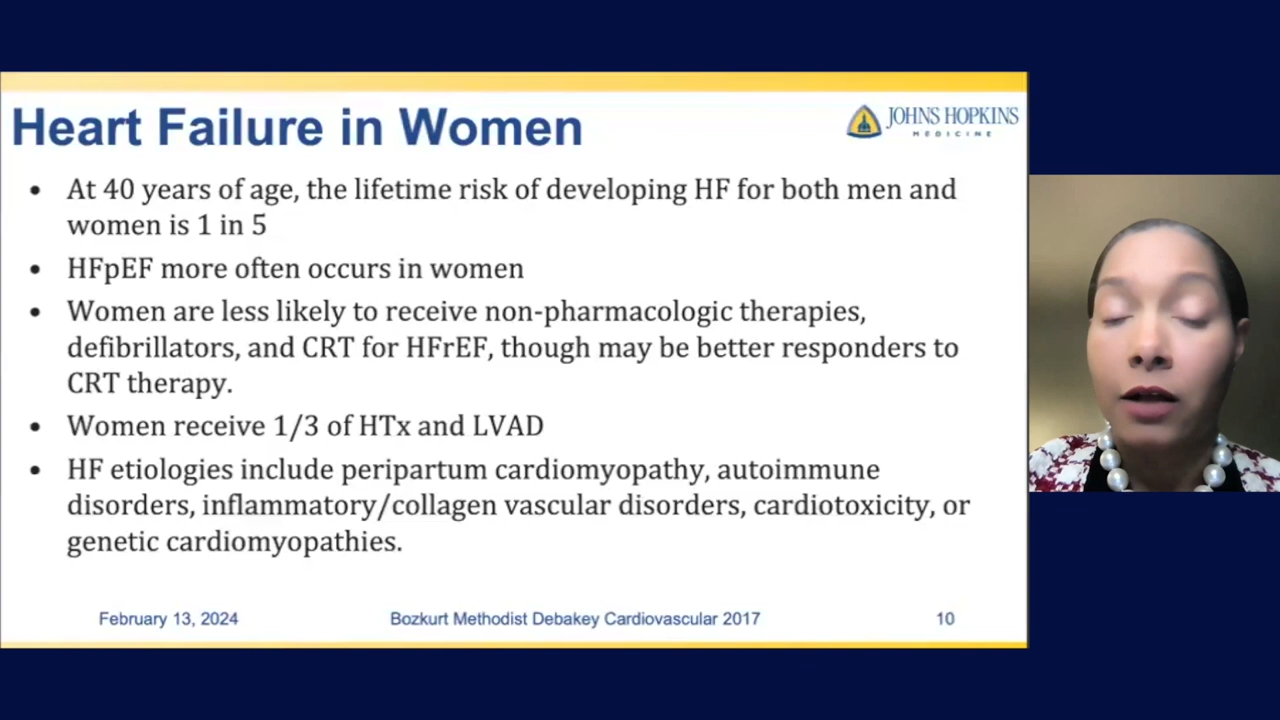 Heart Failure in Women
JOHNS HOPKINS
MEDICINE
• At 40 years of age, the lifetime risk of developing HF for both men and
women is 1 in 5
• HFpEF more often occurs in women
• Women are less likely to receive non-pharmacologic therapies,
defibrillators, and CRT for HFrEF, though may be better responders to
CRT therapy.
• Women receive 1/3 of HTx and LVAD
• HF etiologies include peripartum cardiomyopathy, autoimmune
disorders, inflammatory/collagen vascular disorders, cardiotoxicity, or
genetic cardiomyopathies.
February 13, 2024
Bozkurt Methodist Debakey Cardiovascular 2017
10